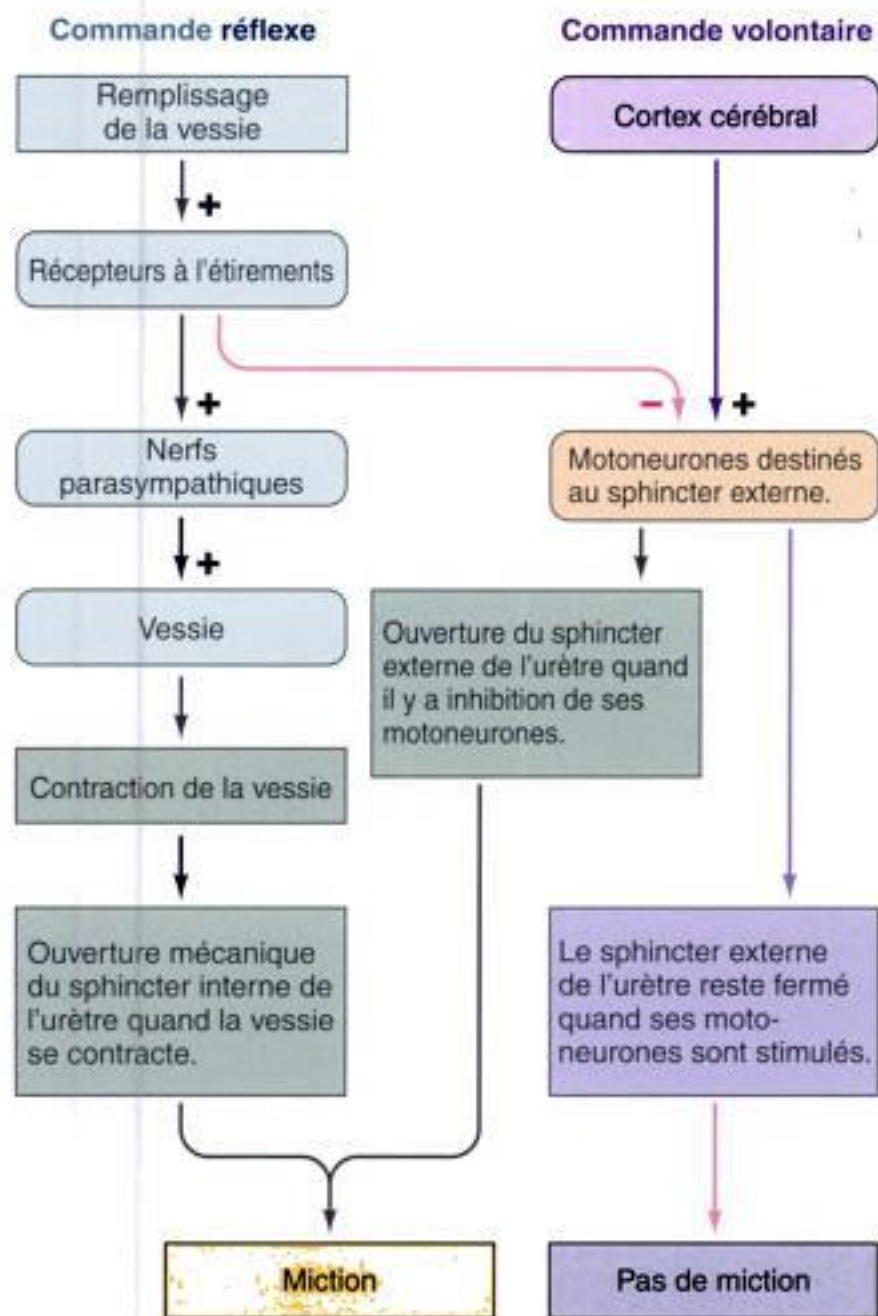 Commande réflexe
Commande volontaire
Remplissage
de la vessie
Cortex cérébral
+
Récepteurs à l'étirements
+
− +
Nerfs
parasympathiques
Motoneurones destinés
au sphincter externe.
+
Vessie
Ouverture du sphincter
externe de l'urètre quand
il y a inhibition de ses
motoneurones.
Contraction de la vessie
Ouverture mécanique
du sphincter interne de
l'urètre quand la vessie
se contracte.
Le sphincter externe
de l'urètre reste fermé
quand ses moto-
neurones sont stimulés.
Miction
Pas de miction